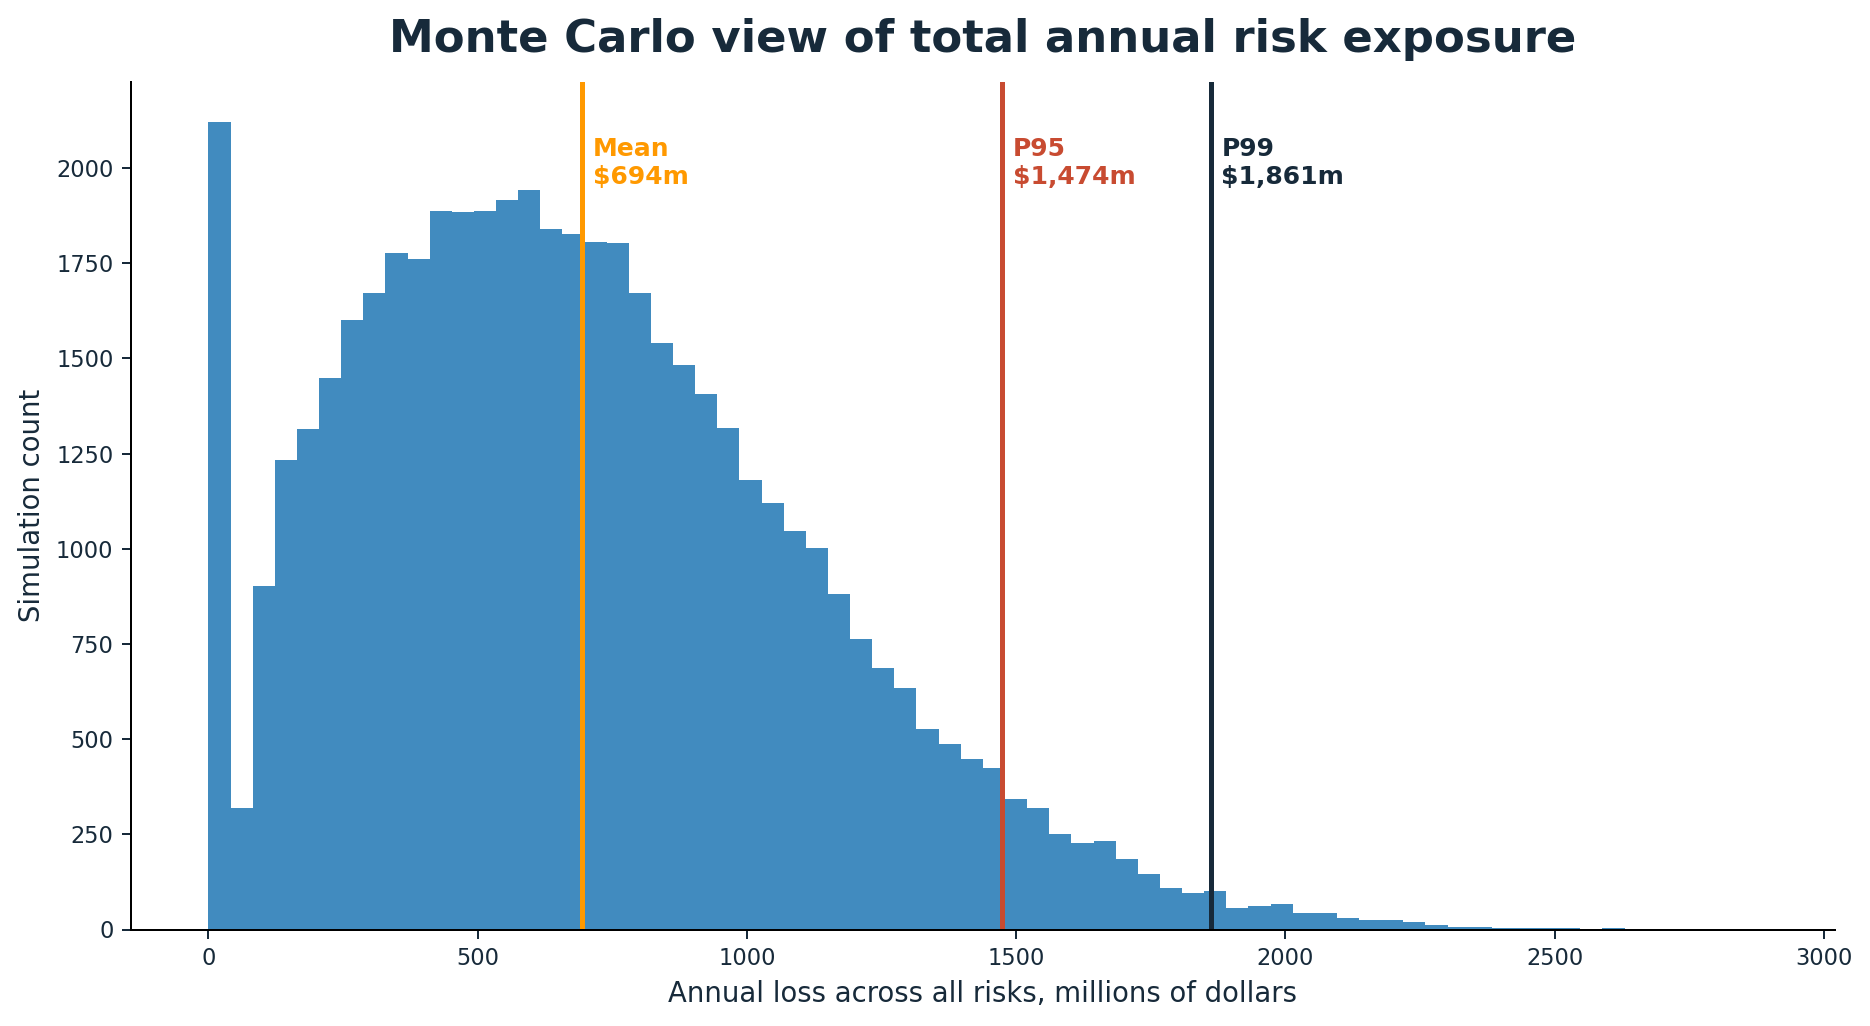 Monte Carlo view of total annual risk exposure
Mean
$694m
P95
$1,474m
P99
$1,861m
2000
1750
1500
1250
1000
750
500
250
0
Simulation count
0
500
1000
1500
2000
2500
3000
Annual loss across all risks, millions of dollars